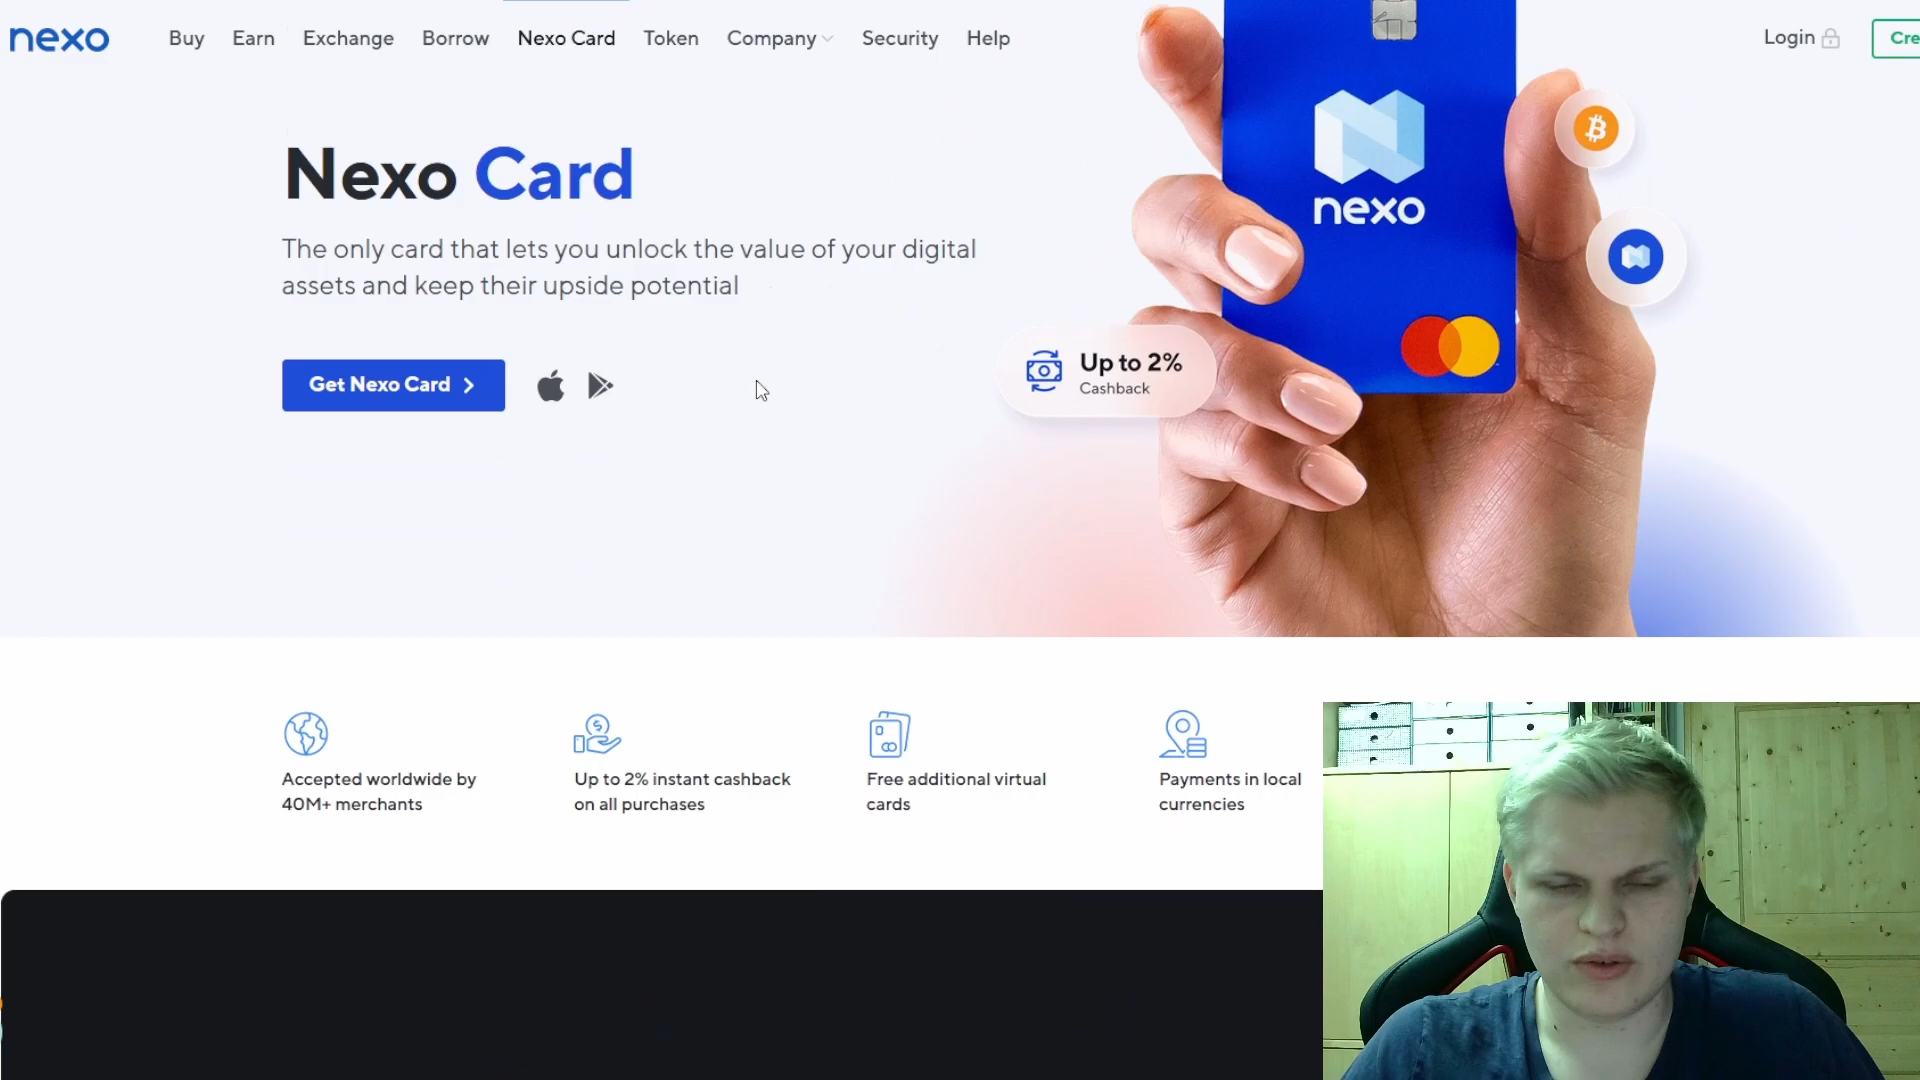 nexo
Buy
Earn
Exchange
Borrow
Nexo Card
Token
Company
Security
Help
Login
Cre
Nexo Card
The only card that lets you unlock the value of your digital
assets and keep their upside potential
Get Nexo Card
nexo
Up to 2%
Cashback
Accepted worldwide by
40M+ merchants
Up to 2% instant cashback
on all purchases
Free additional virtual
cards
Payments in local
currencies